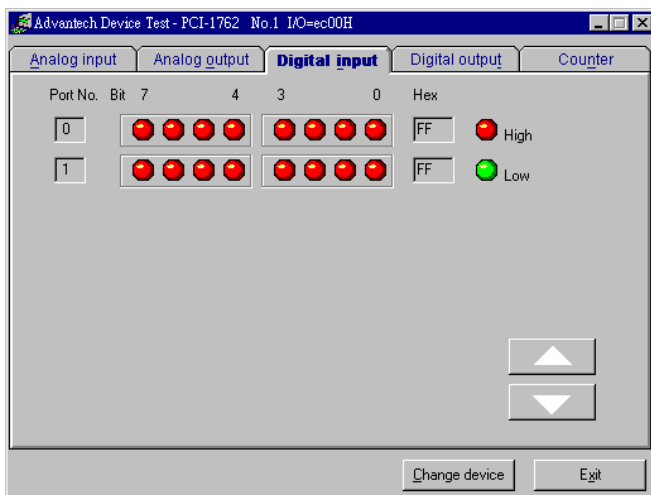 Advantech Device Test - PCI-1762 No.1 I/O=ec00H
Analog input Analog output Digital input Digital output Counter
Port No. Bit 7 4 3 0 Hex
0 FF High
1 FF Low
Change device Exit